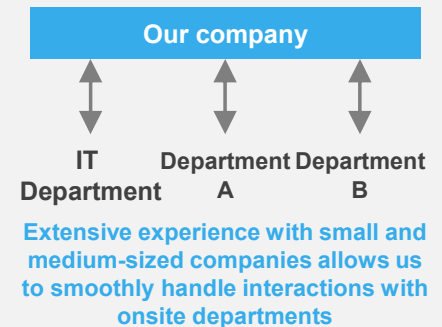 Our company
IT
Department
Department
A
Department
B
Extensive experience with small and
medium-sized companies allows us
to smoothly handle interactions with
onsite departments